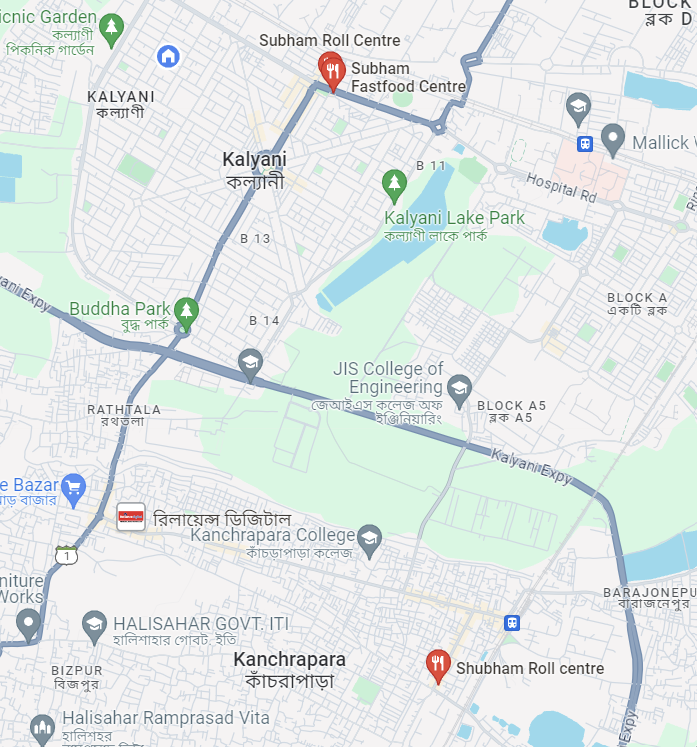 BLOCK
ব্লক D
icnic Garden
কল্যাণী
পিকনিক গার্ডেন
Subham Roll Centre
Subham
Fastfood Centre
KALYANI
কল্যাণী
Mallick
Kalyani
কল্যানী
B 11
Hospital Rd
Kalyani Lake Park
কল্যাণী লাকে পার্ক
B 13
yani Expy
BLOCK A
একটি ব্লক
Buddha Park
বুদ্ধ পার্ক
B 14
JIS College of
Engineering
জেআইএস কলেজ অফ
ইঞ্জিনিয়ারিং
BLOCK A5
ব্লক A5
RATHTALA
রথতলা
Kalyani Expy
e Bazar
বাজার
রিলায়েন্স ডিজিটাল
Kanchrapara College
কাঁচড়াপাড়া কলেজ
1
Expy
niture
Works
BARAJONEPU
বারাজনেপুর
HALISAHAR GOVT. ITI
হালিশাহার গোবট. ইতি
Kanchrapara
কাঁচরাপাড়া
Shubham Roll centre
BIZPUR
বিজপুর
Halisahar Ramprasad Vita
হালিশহর
Expy